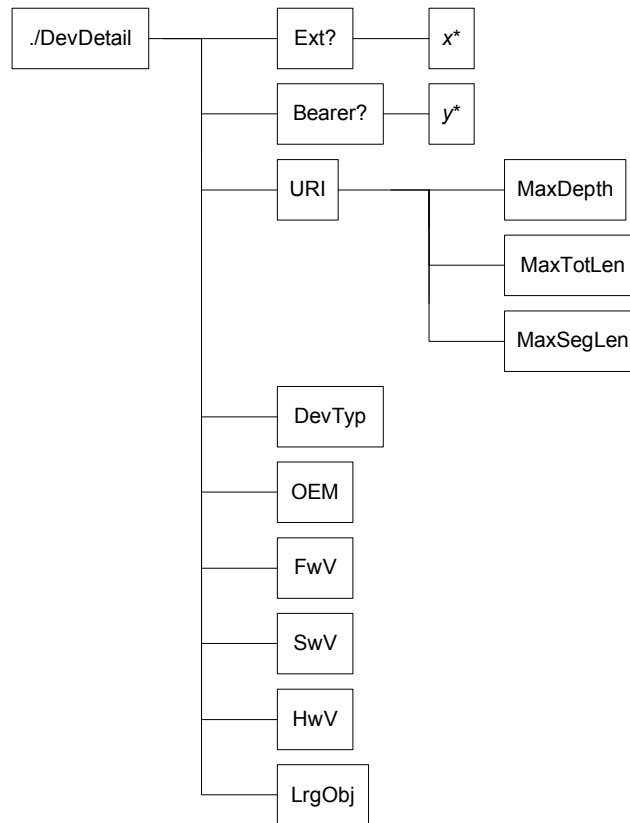 ./DevDetail
Ext?
x*
Bearer?
y*
URI
MaxDepth
MaxTotLen
MaxSegLen
DevTyp
OEM
FwV
SwV
HwV
LrgObj